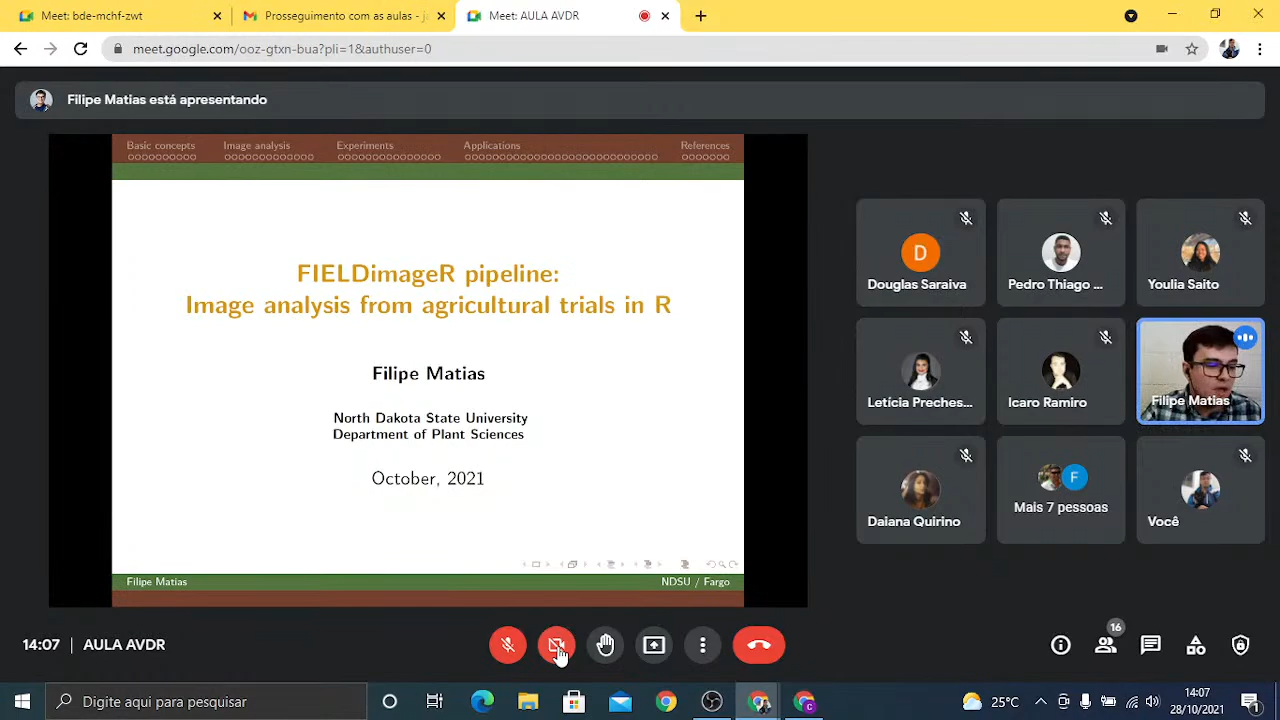 Meet: bde-mchf-zwt
Prosseguimento com as aulas - j
Meet: AULA AVDR
meet.google.com/ooz-gtxn-bua?pli=1&authuser=0
Filipe Matias está apresentando
Basic concepts
Image analysis
Experiments
Applications
References
FIELDimageR pipeline:
Image analysis from agricultural trials in R
Filipe Matias
North Dakota State University
Department of Plant Sciences
October, 2021
Filipe Matias
NDSU / Fargo
D
Douglas Saraiva
Pedro Thiago ...
Youlia Saito
Letícia Preches...
Icaro Ramiro
Filipe Matias
Daiana Quirino
F
Mais 7 pessoas
Você
14:07 | AULA AVDR
16
Digite aqui para pesquisar
C
25°C
14:07
28/10/2021
1